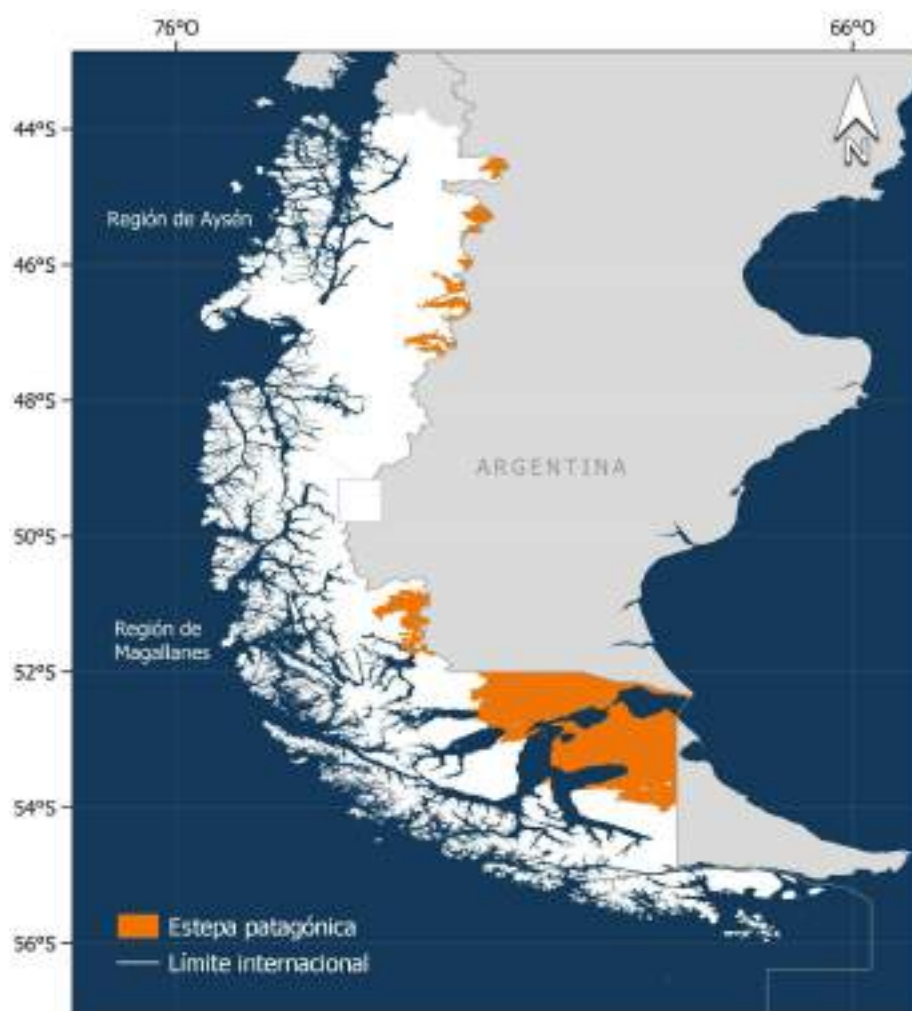 76°O
66°O
44°S
N
Región de Aysén
46°S
48°S
ARGENTINA
50°S
Región de
Magallanes
52°S
54°S
Estepa patagónica
56°S
Límite internacional